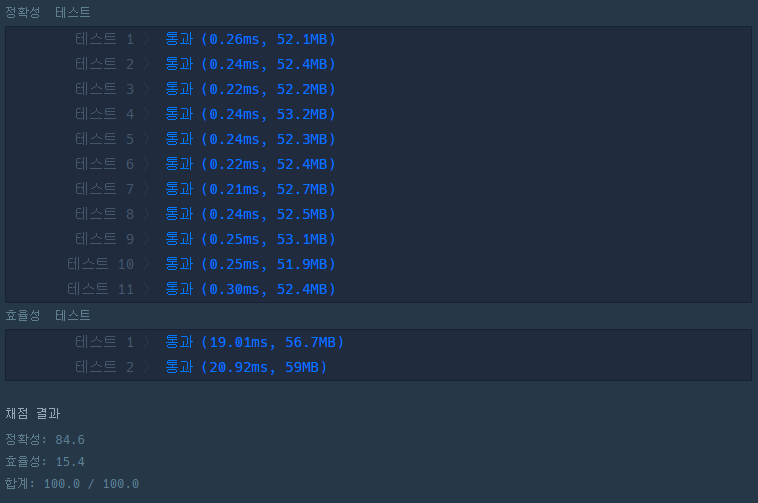 정확성 테스트
테스트 1 〉 통과 (0.26ms, 52.1MB)
테스트 2 〉 통과 (0.24ms, 52.4MB)
테스트 3 〉 통과 (0.22ms, 52.2MB)
테스트 4 〉 통과 (0.24ms, 53.2MB)
테스트 5 〉 통과 (0.24ms, 52.3MB)
테스트 6 〉 통과 (0.22ms, 52.4MB)
테스트 7 〉 통과 (0.21ms, 52.7MB)
테스트 8 〉 통과 (0.24ms, 52.5MB)
테스트 9 〉 통과 (0.25ms, 53.1MB)
테스트 10 〉 통과 (0.25ms, 51.9MB)
테스트 11 〉 통과 (0.30ms, 52.4MB)
효율성 테스트
테스트 1 〉 통과 (19.01ms, 56.7MB)
테스트 2 〉 통과 (20.92ms, 59MB)
채점 결과
정확성: 84.6
효율성: 15.4
합계: 100.0 / 100.0